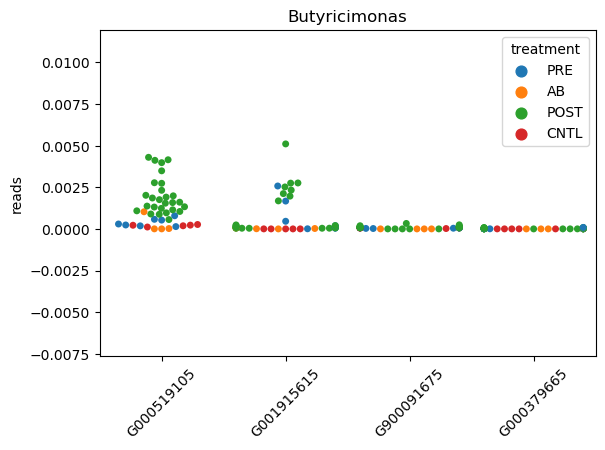 Butyricimonas
treatment
PRE
AB
POST
CNTL
reads
0.0100
0.0075
0.0050
0.0025
0.0000
−0.0025
−0.0050
−0.0075
G000519105
G001915615
G900091675
G000379665